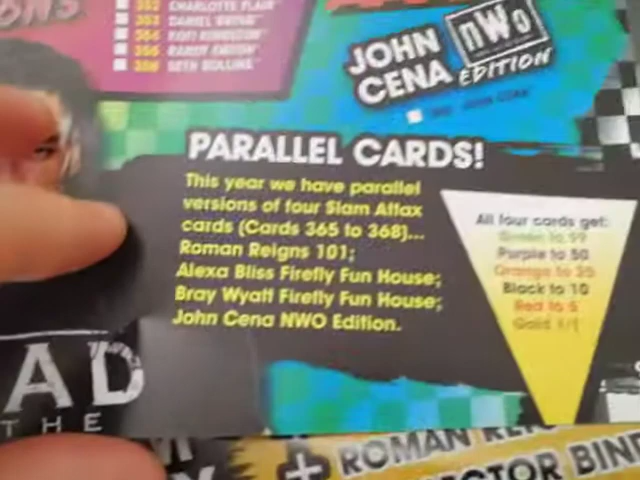 352 CHARLOTTE FLAIR
353 DANIEL BRYAN
354 KOFI KINGSTON
355 RANDY ORTON
356 SETH ROLLINS
JOHN CENA nWo EDITION
PARALLEL CARDS!
This year we have parallel
versions of four Slam Attax
cards (Cards 365 to 368)...
Roman Reigns 101;
Alexa Bliss Firefly Fun House;
Bray Wyatt Firefly Fun House;
John Cena NWO Edition.
All four cards get:
Green to 99
Purple to 50
Orange to 25
Black to 10
Red to 5
Gold 1/1
AD
THE
+ ROMAN